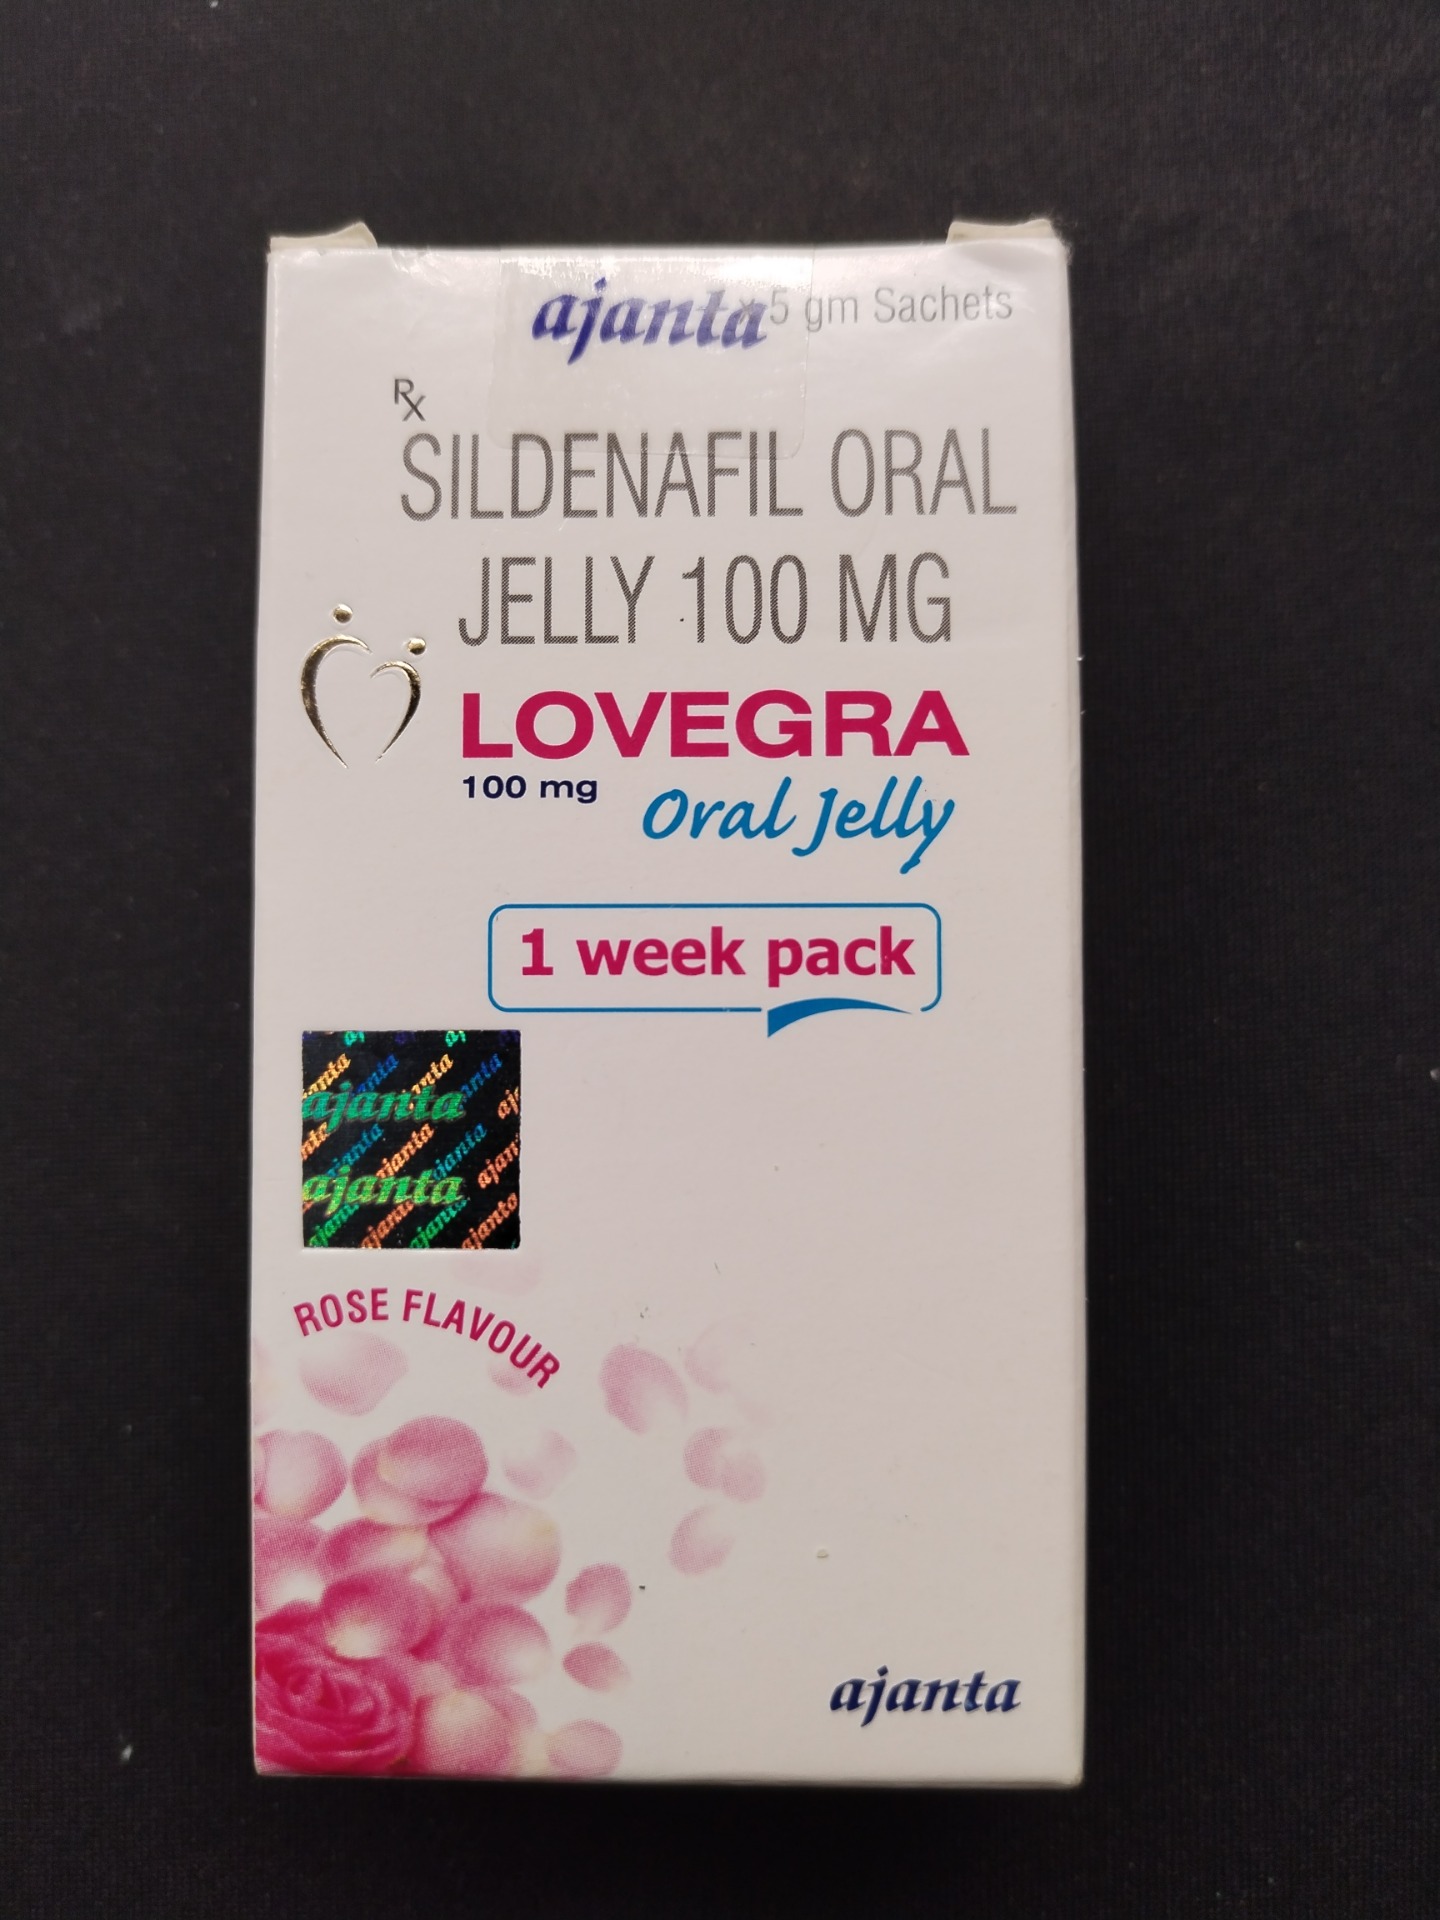 ajanta
5 gm Sachets
Rx
SILDENAFIL ORAL
JELLY 100 MG
LOVEGRA
100 mg
Oral Jelly
1 week pack
ajanta
ajanta
ROSE FLAVOUR
ajanta